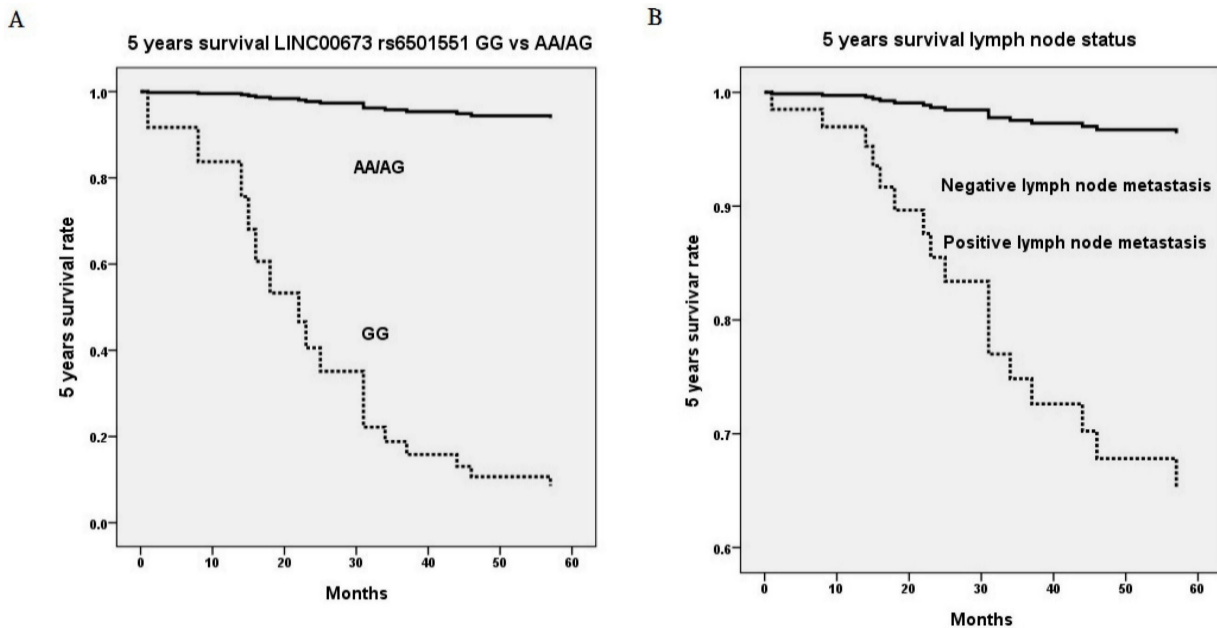 A
5 years survival LINC00673 rs6501551 GG vs AA/AG
5 years survival rate
1.0
0.8
0.6
0.4
0.2
0.0
AA/AG
GG
0 10 20 30 40 50 60
Months
B
5 years survival lymph node status
5 years survivar rate
1.0
0.9
0.8
0.7
0.6
Negative lymph node metastasis
Positive lymph node metastasis
0 10 20 30 40 50 60
Months